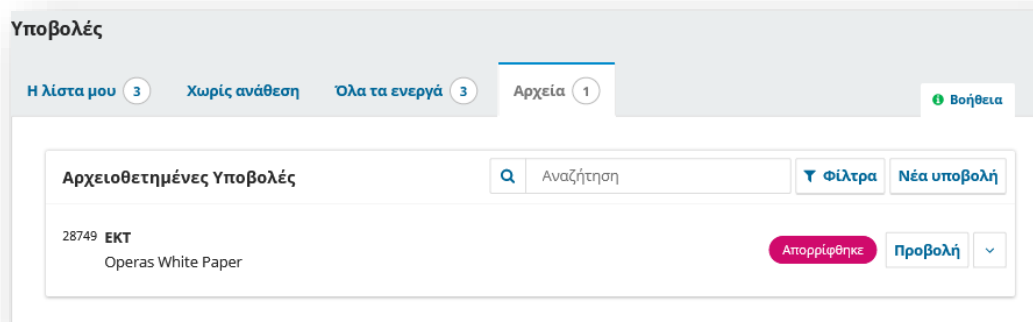 Υποβολές
Η λίστα μου 3 Χωρίς ανάθεση Όλα τα ενεργά 3 Αρχεία 1 Βοήθεια
Αρχειοθετημένες Υποβολές Αναζήτηση Φίλτρα Νέα υποβολή
28749 ΕΚΤ Απορρίφθηκε Προβολή
Operas White Paper